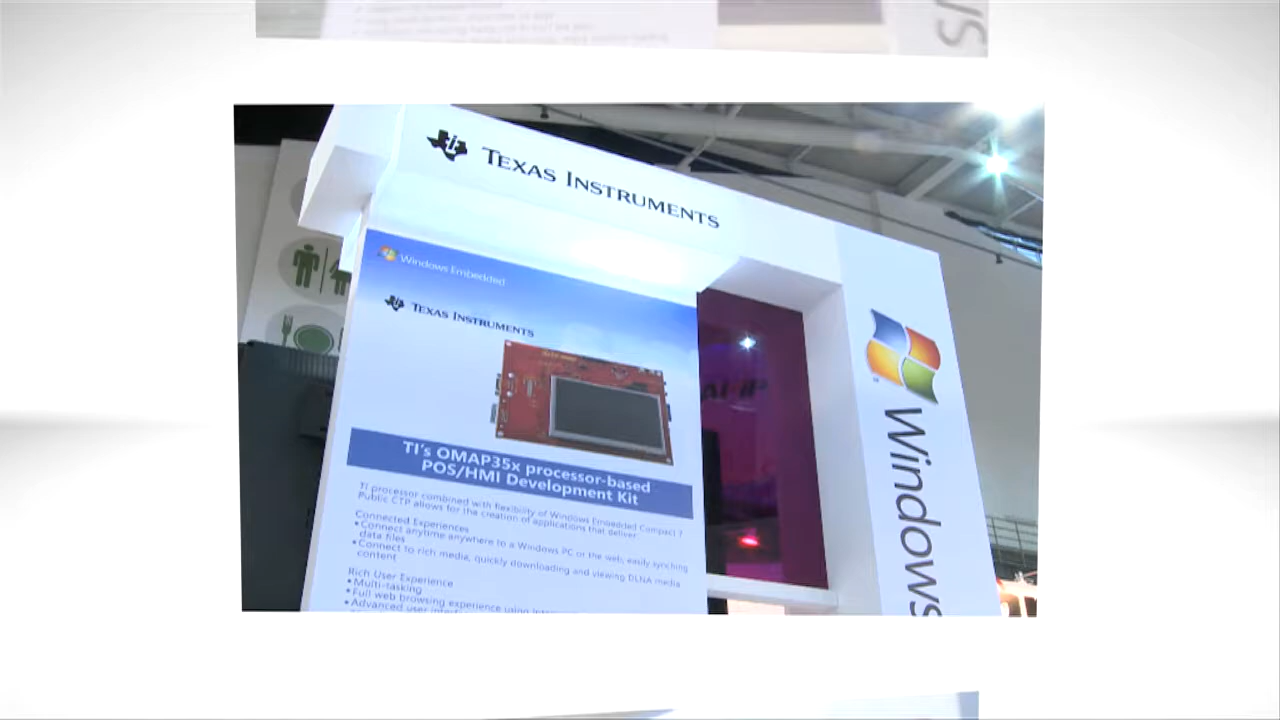 TEXAS INSTRUMENTS
Windows Embedded
TEXAS INSTRUMENTS
TI's OMAP35x processor-based
POS/HMI Development Kit
TI processor combined with flexibility of Windows Embedded Compact 7
Public CTP allows for the creation of applications that deliver
Connected Experiences
•Connect anytime anywhere to a Windows PC or the web, easily synching
data files
•Connect to rich media, quickly downloading and viewing DLNA media
content
Rich User Experience
•Multi-tasking
•Full web browsing experience using
•Advanced user
Windows